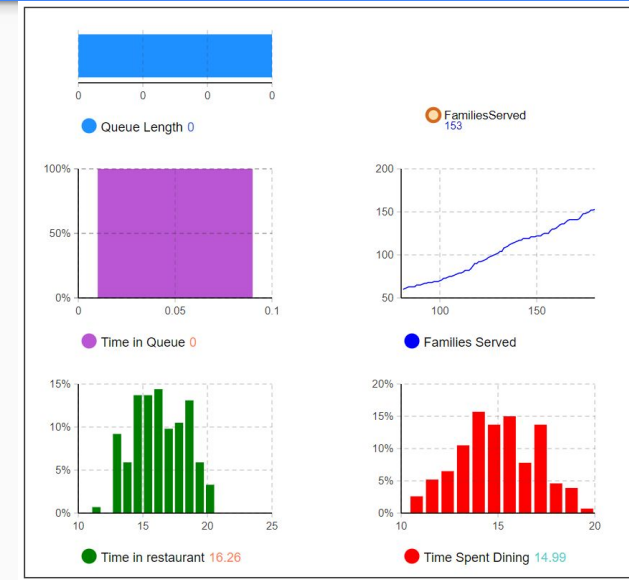 0 0 0 0
Queue Length 0
FamiliesServed
153
100%
50%
0%
0 0.05 0.1
Time in Queue 0
200
150
100
50
100 150
Families Served
15%
10%
5%
0%
10 15 20 25
Time in restaurant 16.26
20%
15%
10%
5%
0%
10 15 20
Time Spent Dining 14.99